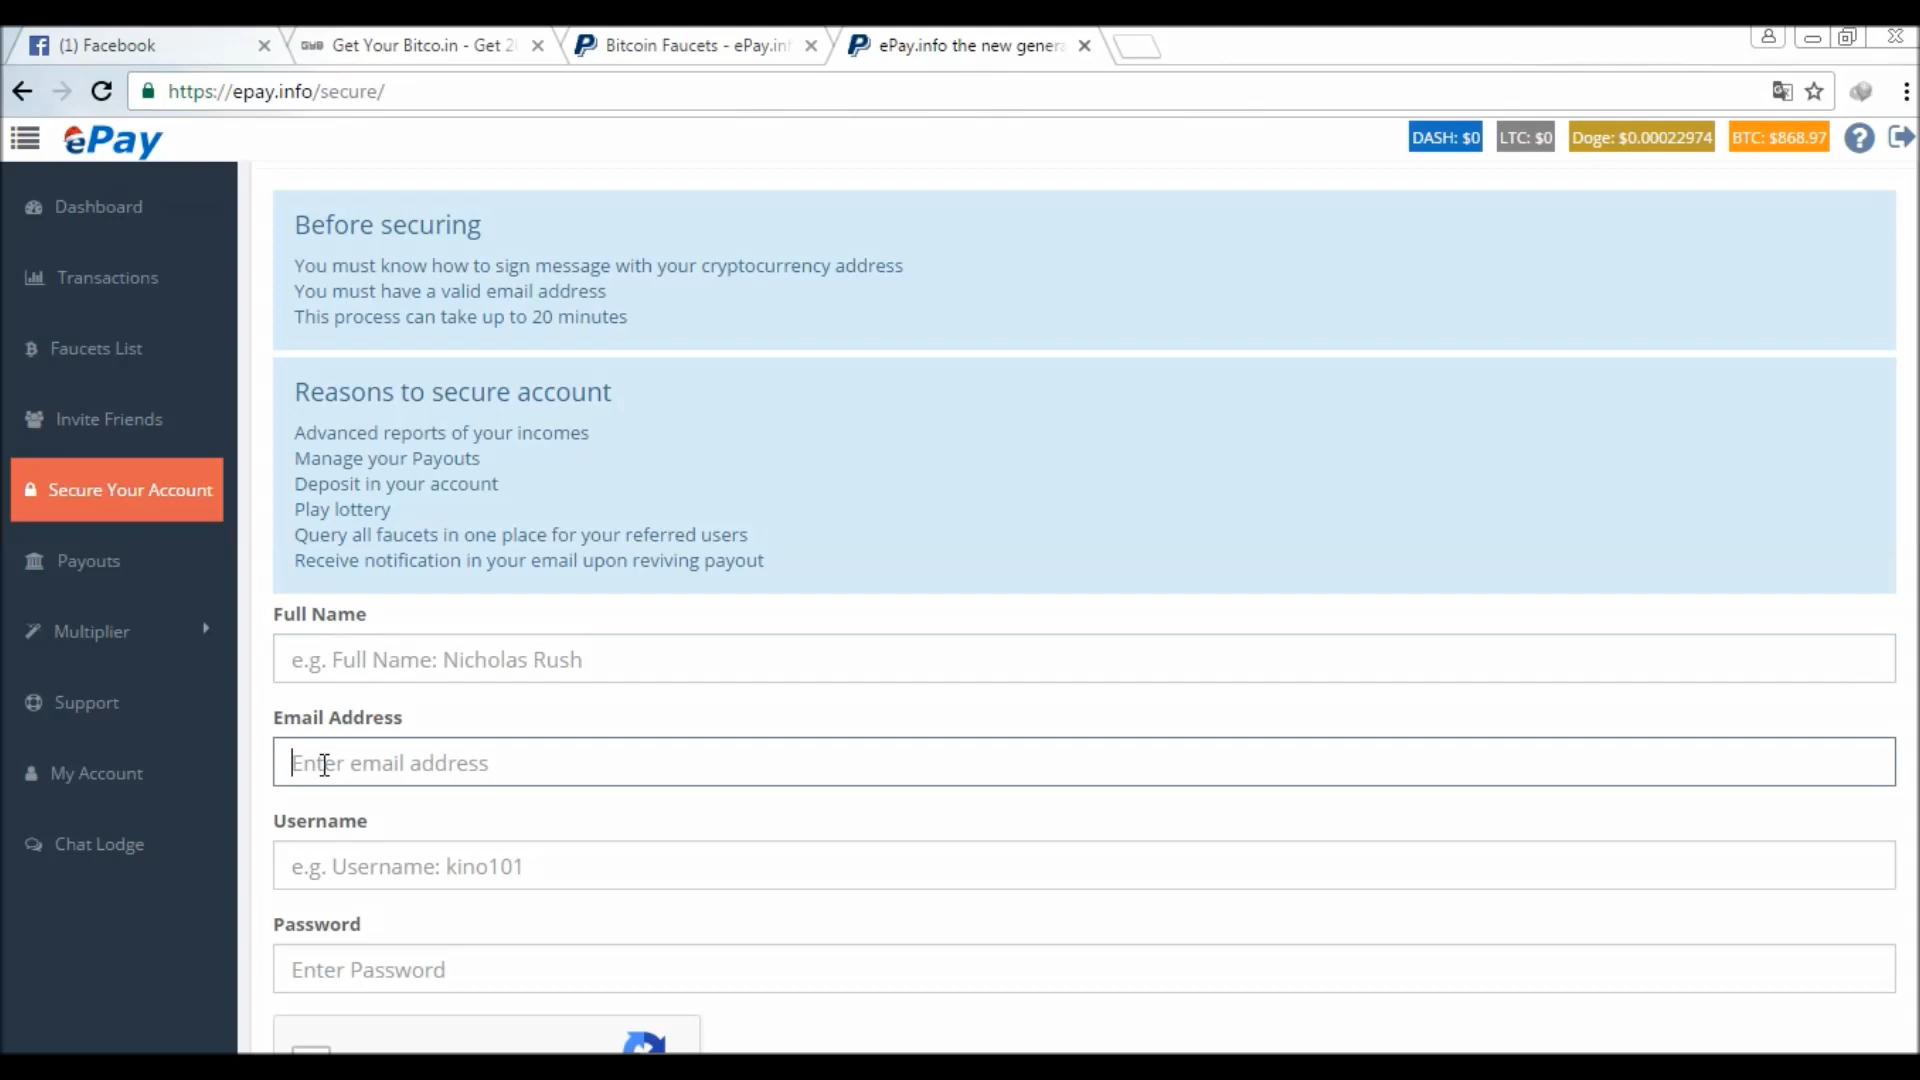 (1) Facebook
Get Your Bitco.in - Get 2
Bitcoin Faucets - ePay.inf
ePay.info the new genera
https://epay.info/secure/
ePay
DASH: $0
LTC: $0
Doge: $0.00022974
BTC: $868.97
?
Dashboard
Transactions
Faucets List
Invite Friends
Secure Your Account
Payouts
Multiplier
Support
My Account
Chat Lodge
Before securing
You must know how to sign message with your cryptocurrency address
You must have a valid email address
This process can take up to 20 minutes
Reasons to secure account
Advanced reports of your incomes
Manage your Payouts
Deposit in your account
Play lottery
Query all faucets in one place for your referred users
Receive notification in your email upon reviving payout
Full Name
e.g. Full Name: Nicholas Rush
Email Address
Enter email address
Username
e.g. Username: kino101
Password
Enter Password